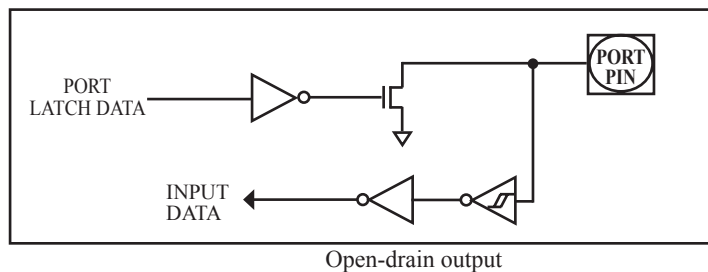 PORT
LATCH DATA
PORT
PIN
INPUT
DATA
Open-drain output